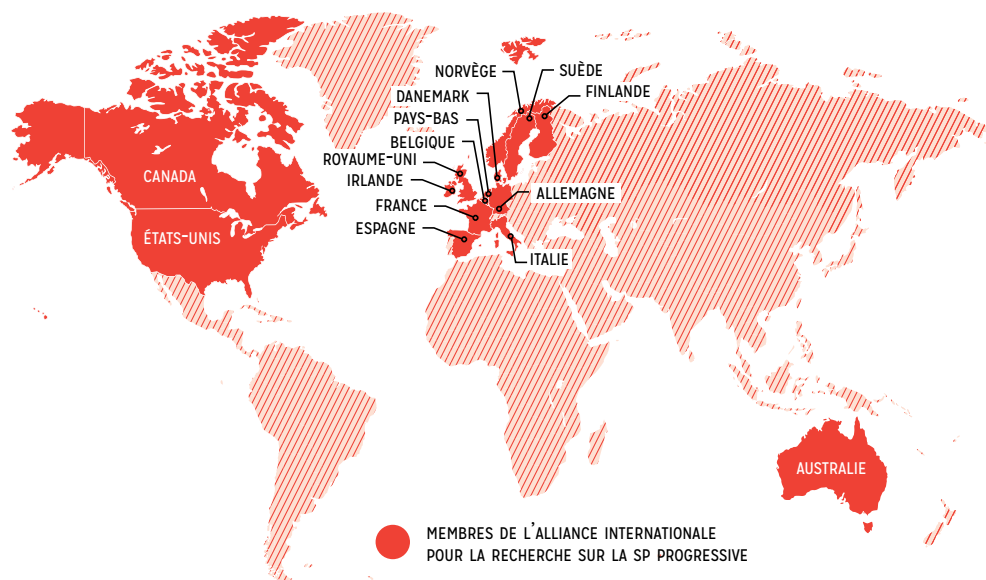 NORVÈGE
SUÈDE
DANEMARK
FINLANDE
PAYS-BAS
BELGIQUE
ROYAUME-UNI
IRLANDE
ALLEMAGNE
CANADA
FRANCE
ESPAGNE
ÉTATS-UNIS
ITALIE
AUSTRALIE
MEMBRES DE L'ALLIANCE INTERNATIONALE
POUR LA RECHERCHE SUR LA SP PROGRESSIVE